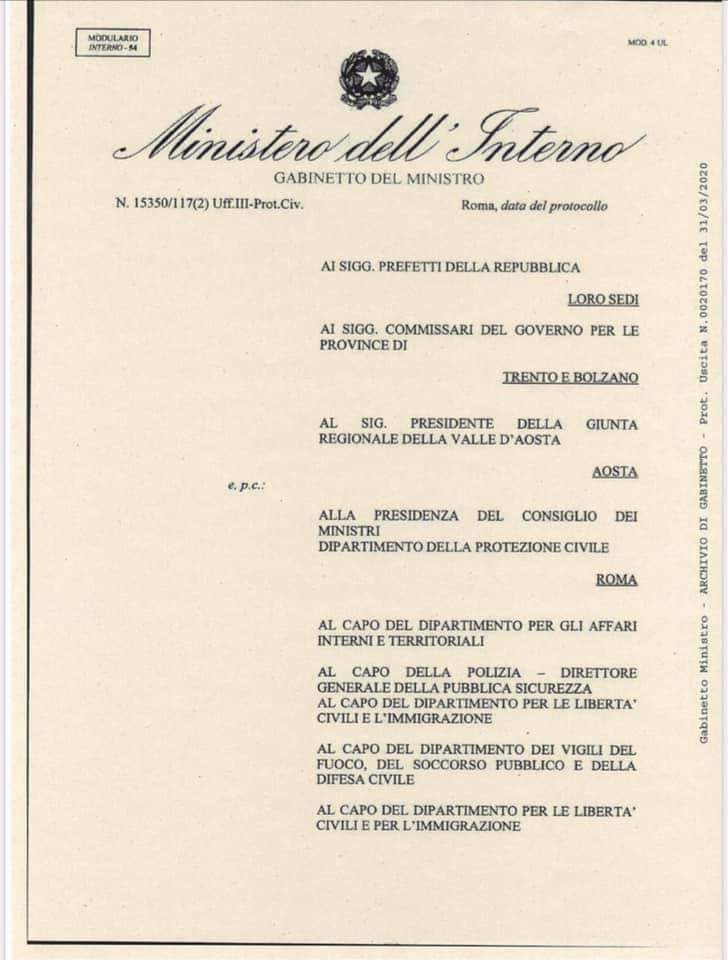 MODULARIO
INTERNO - 54
MOD. 4 UL
Ministero dell'Interno
GABINETTO DEL MINISTRO
N. 15350/117(2) Uff.III-Prot.Civ.
Roma, data del protocollo
AI SIGG. PREFETTI DELLA REPUBBLICA
LORO SEDI
AI SIGG. COMMISSARI DEL GOVERNO PER LE
PROVINCE DI
TRENTO E BOLZANO
AL SIG. PRESIDENTE DELLA GIUNTA
REGIONALE DELLA VALLE D'AOSTA
AOSTA
e, p.c.:
ALLA PRESIDENZA DEL CONSIGLIO DEI
MINISTRI
DIPARTIMENTO DELLA PROTEZIONE CIVILE
ROMA
AL CAPO DEL DIPARTIMENTO PER GLI AFFARI
INTERNI E TERRITORIALI
AL CAPO DELLA POLIZIA – DIRETTORE
GENERALE DELLA PUBBLICA SICUREZZA
AL CAPO DEL DIPARTIMENTO PER LE LIBERTA'
CIVILI E L'IMMIGRAZIONE
AL CAPO DEL DIPARTIMENTO DEI VIGILI DEL
FUOCO, DEL SOCCORSO PUBBLICO E DELLA
DIFESA CIVILE
AL CAPO DEL DIPARTIMENTO PER LE LIBERTA'
CIVILI E PER L'IMMIGRAZIONE
Gabinetto Ministro - ARCHIVIO DI GABINETTO - Prot. Uscita N.0020170 del 31/03/2020